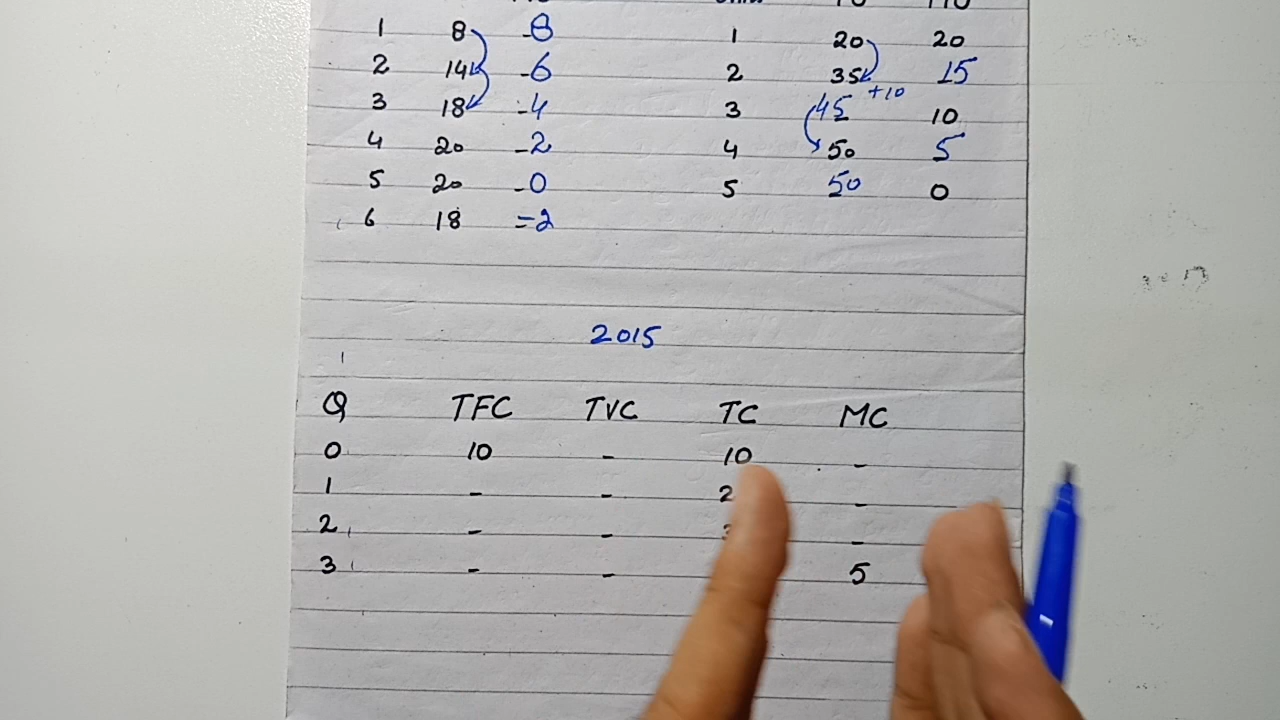 1 8 -8 1 20 20
2 14 -6 2 35 15
+10
3 18 -4 3 45 10
4 20 -2 4 50 5
5 20 -0 5 50 0
6 18 =2
2015
Q TFC TVC TC MC
0 10 - 10 -
1 - - 2 -
2 - - -
3 - - 5